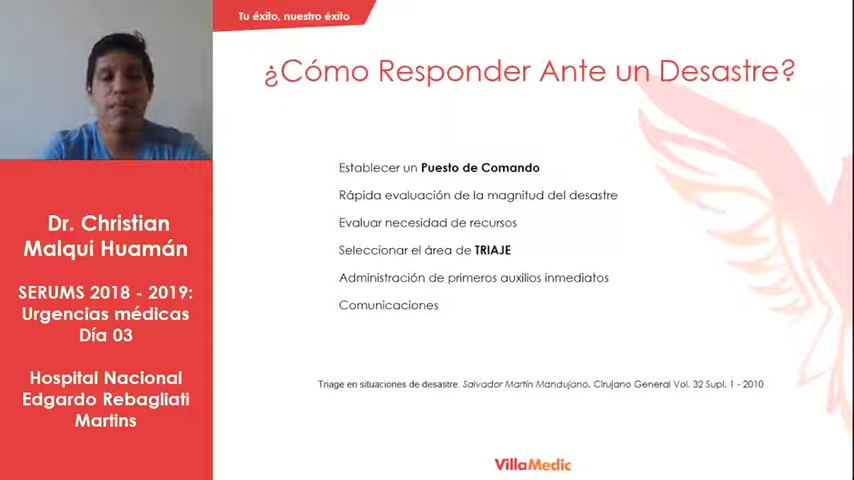 Tu éxito, nuestro éxito
¿Cómo Responder Ante un Desastre?
Establecer un Puesto de Comando
Rápida evaluación de la magnitud del desastre
Evaluar necesidad de recursos
Seleccionar el área de TRIAJE
Administración de primeros auxilios inmediatos
Comunicaciones
Triage en situaciones de desastre. Salvador Martín Mandujano. Cirujano General Vol. 32 Supl. 1 - 2010
VillaMedic
Dr. Christian
Malqui Huamán
SERUMS 2018 - 2019:
Urgencias médicas
Día 03
Hospital Nacional
Edgardo Rebagliati
Martins